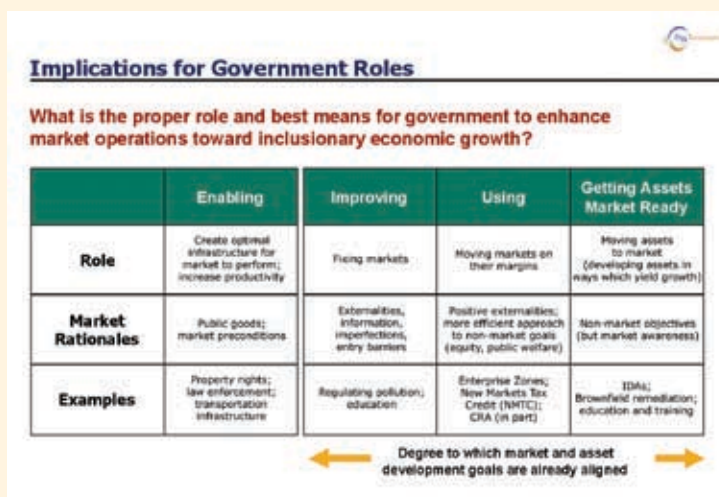 Implications for Government Roles
What is the proper role and best means for government to enhance
market operations toward inclusionary economic growth?
Enabling
Improving
Using
Getting Assets
Market Ready
Role
Create optimal
infrastructure for
market to perform;
increase productivity
Fixing markets
Moving markets on
their margins
Moving assets
to market
(developing assets in
ways which yield growth)
Market
Rationales
Public goods;
market preconditions
Externalities,
information,
imperfections,
entry barriers
Positive externalities;
more efficient approach
to non-market goals
(equity, public welfare)
Non-market objectives
(but market awareness)
Examples
Property rights;
law enforcement;
transportation
infrastructure
Regulating pollution;
education
Enterprise Zones;
New Markets Tax
Credit (NMTC);
CRA (in part)
IDAs;
Brownfield remediation;
education and training
Degree to which market and asset
development goals are already aligned